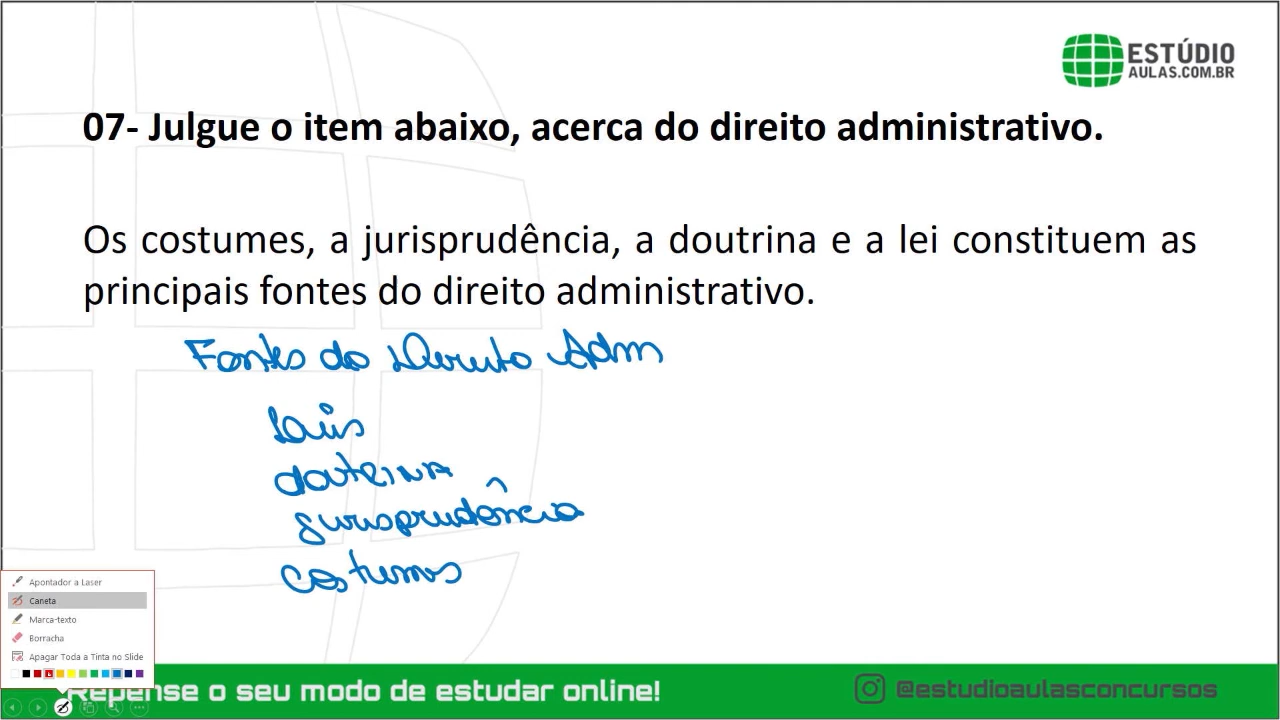 ESTÚDIO
AULAS.COM.BR
07- Julgue o item abaixo, acerca do direito administrativo.
Os costumes, a jurisprudência, a doutrina e a lei constituem as
principais fontes do direito administrativo.
Fontes do Direito Adm
Leis
doutrina
jurisprudência
costumes
Apontador a Laser
Caneta
Marca-texto
Borracha
Apagar Toda a Tinta no Slide
Repense o seu modo de estudar online!
@estudioaulasconcursos